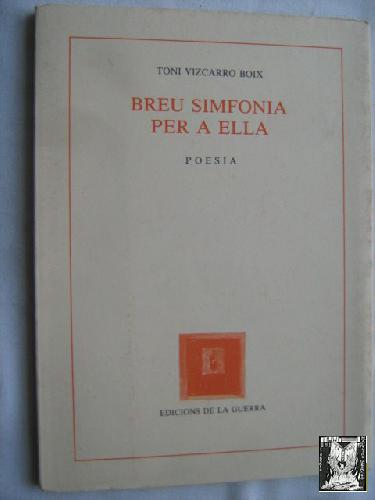 TONI VIZCARRO BOIX
BREU SIMFONIA
PER A ELLA
POESIA
EDICIONS DE LA GUERRA